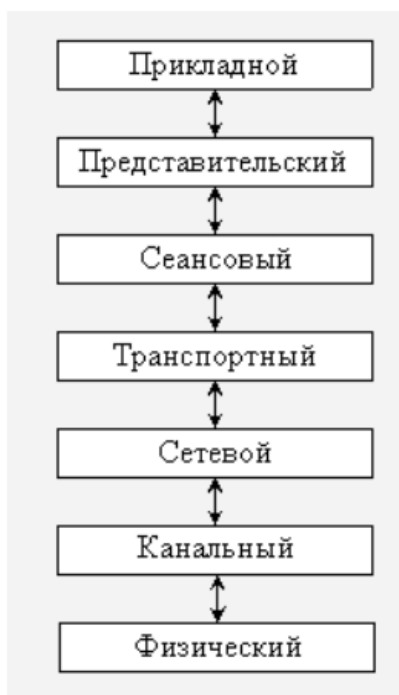 Прикладной
Представительский
Сеансовый
Транспортный
Сетевой
Канальный
Физический